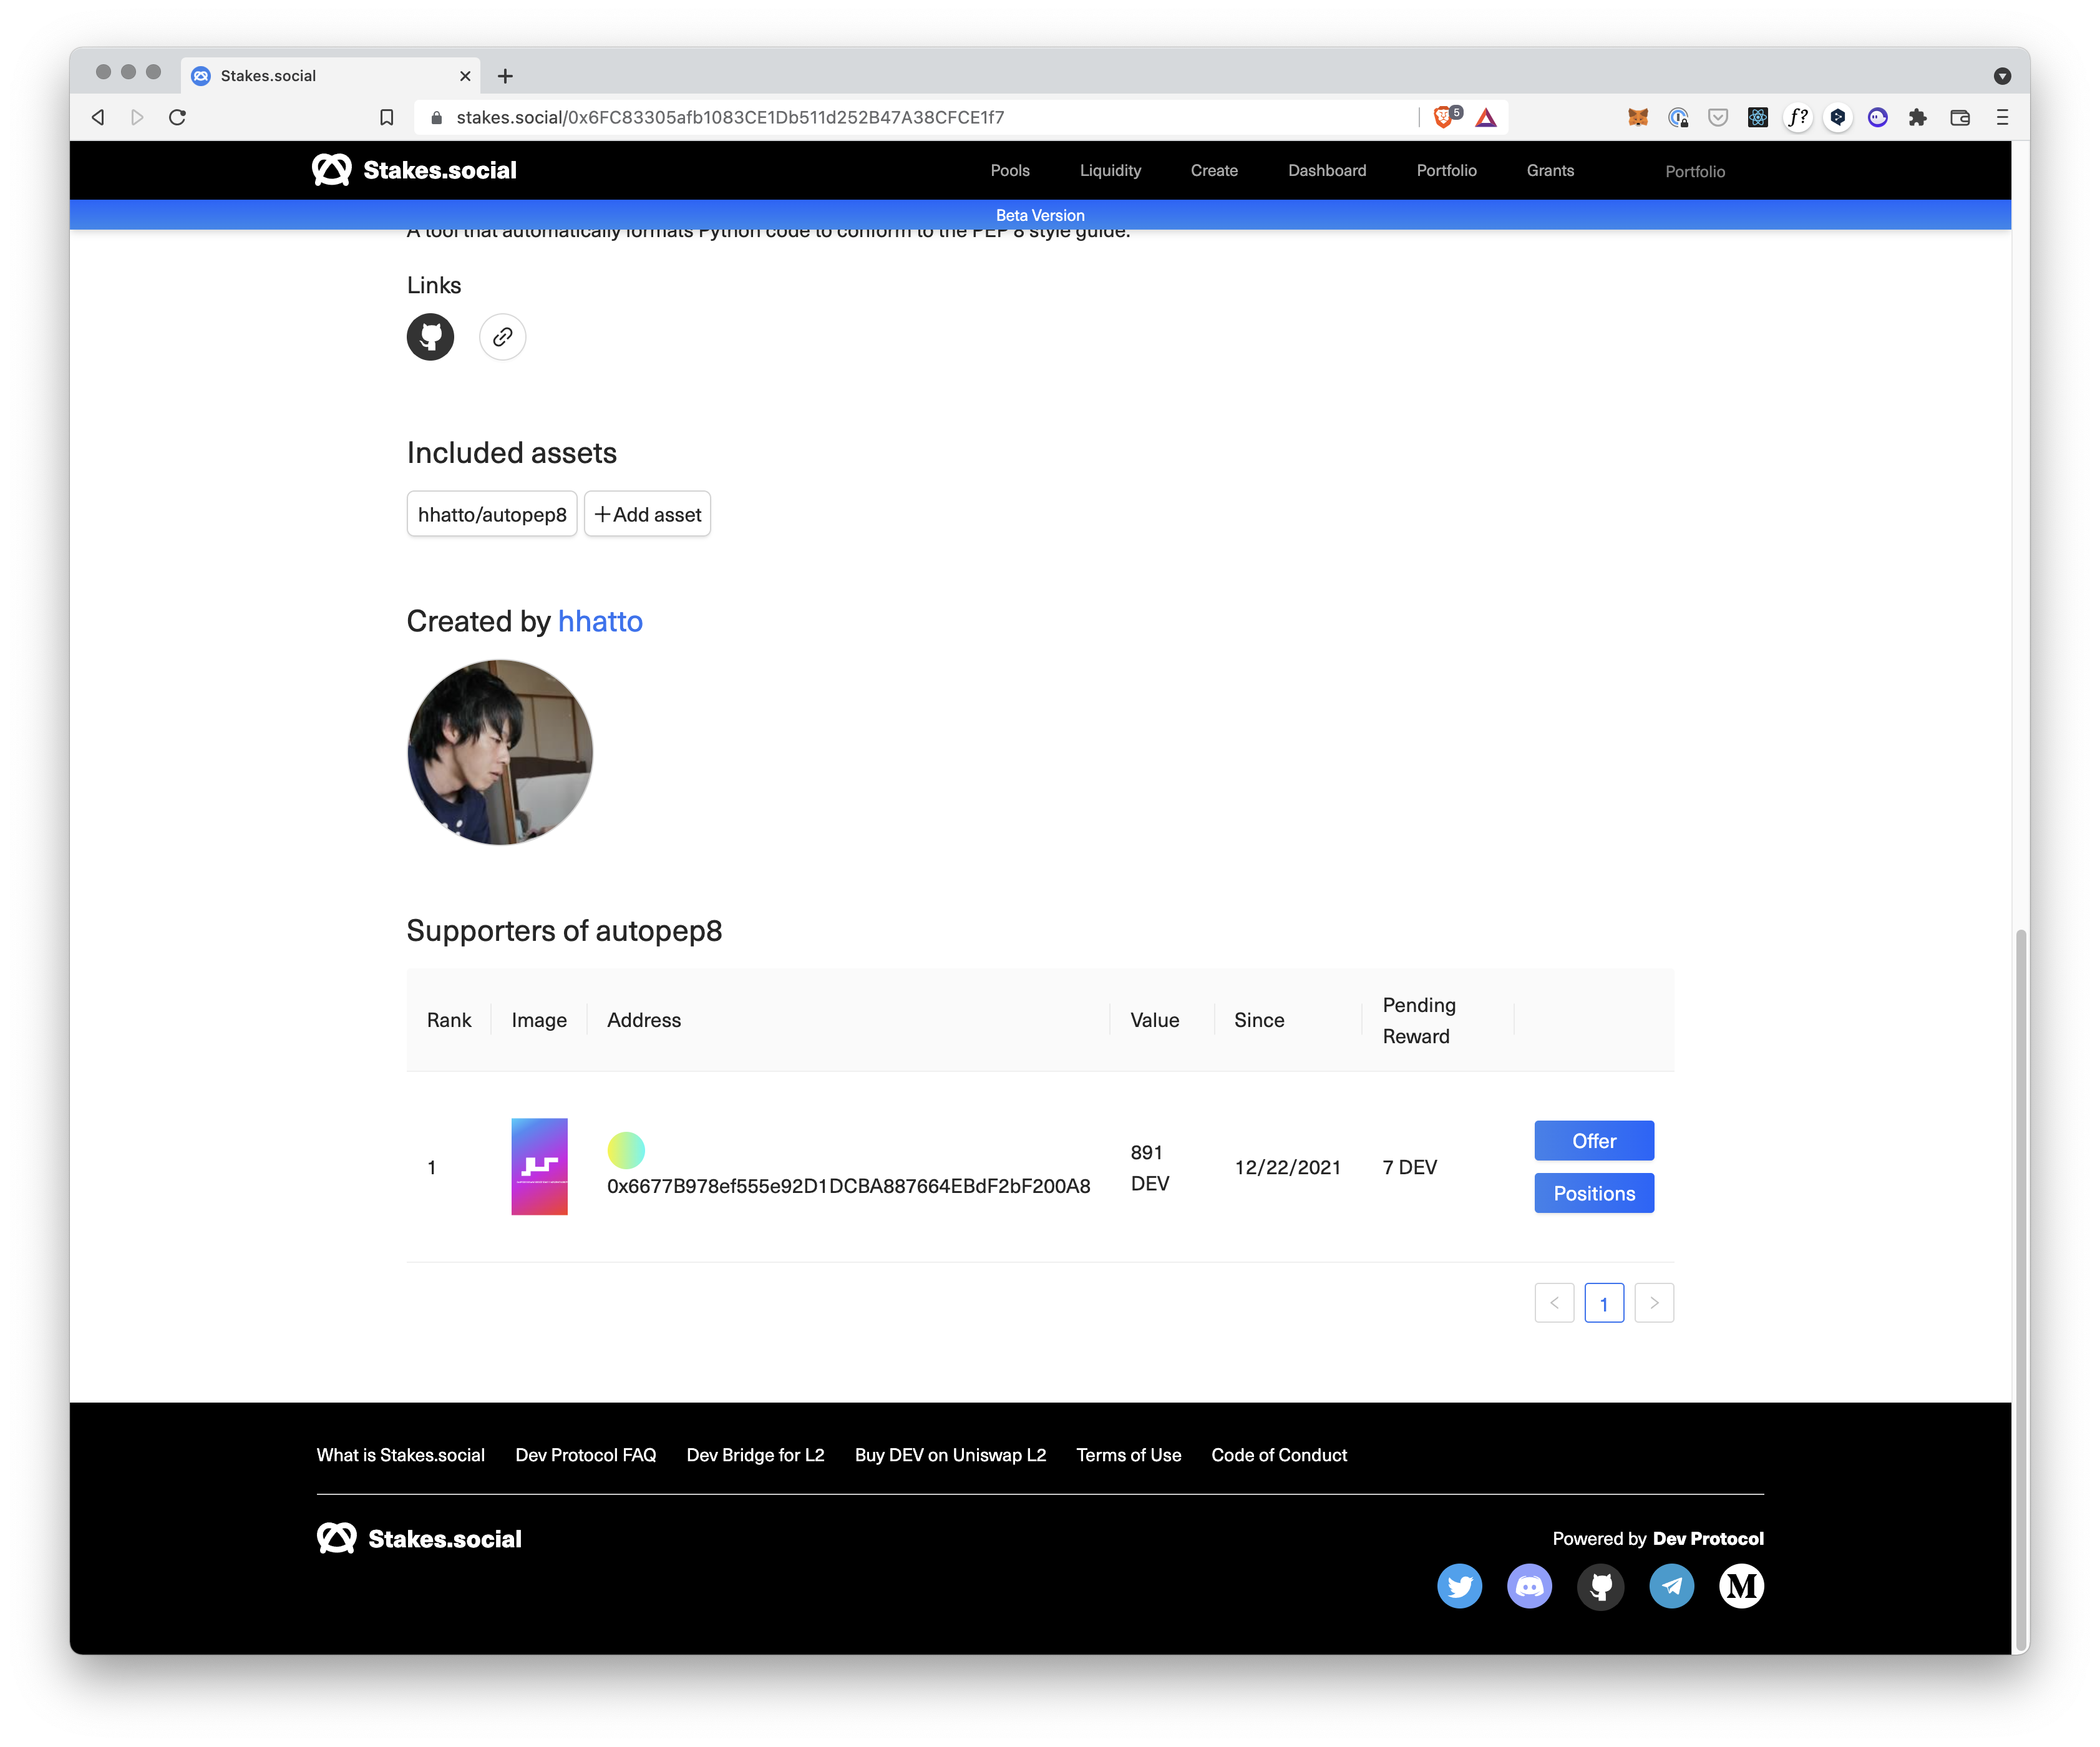 Stakes.social
stakes.social/0x6FC83305afb1083CE1Db511d252B47A38CFCE1f7
5
f?
Stakes.social
Pools
Liquidity
Create
Dashboard
Portfolio
Grants
Portfolio
Beta Version
A tool that automatically formats Python code to conform to the PEP 8 style guide.
Links
Included assets
hhatto/autopep8
Add asset
Created by hhatto
Supporters of autopep8
Rank
Image
Address
Value
Since
Pending
Reward
1
0x6677B978ef555e92D1DCBA887664EBdF2bF200A8
891
DEV
12/22/2021
7 DEV
Offer
Positions
1
What is Stakes.social
Dev Protocol FAQ
Dev Bridge for L2
Buy DEV on Uniswap L2
Terms of Use
Code of Conduct
Stakes.social
Powered by Dev Protocol
M